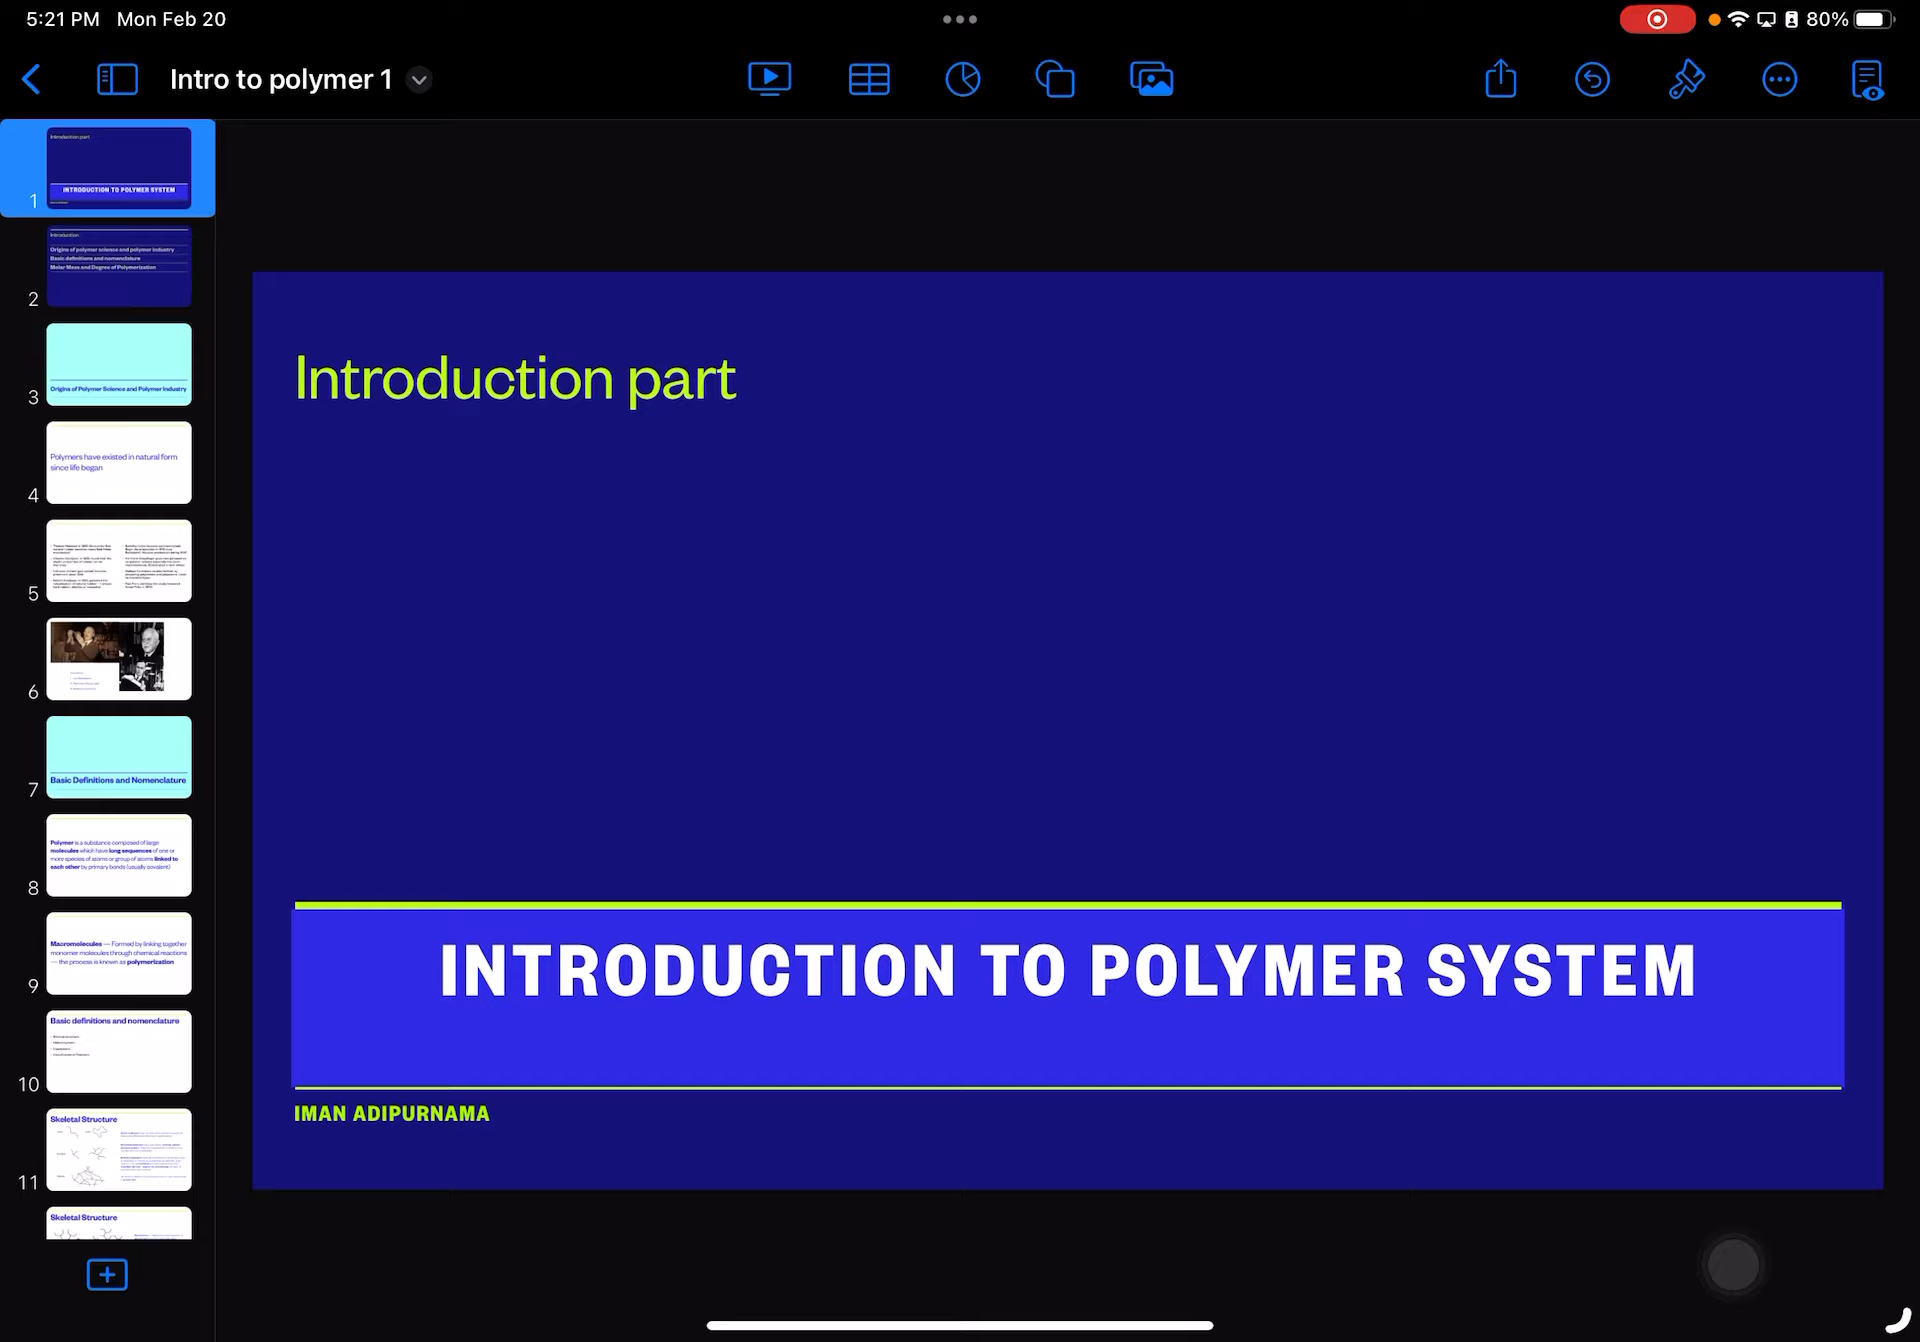 5:21 PM Mon Feb 20
80%
Intro to polymer 1
Introduction part
INTRODUCTION TO POLYMER SYSTEM
1
Introduction
Origins of polymer science and polymer industry
Basic definitions and nomenclature
Molar Mass and Degree of Polymerization
2
Origins of Polymer Science and Polymer Industry
3
Polymers have existed in natural form
since life began
4
5
6
Basic Definitions and Nomenclature
7
Polymer is a substance composed of large
molecules which have long sequences of one or
more species of atoms or group of atoms linked to
each other by primary bonds (usually covalent)
8
Macromolecules — Formed by linking together
monomer molecules through chemical reactions
— the process is known as polymerization
9
Basic definitions and nomenclature
10
Skeletal Structure
11
Skeletal Structure
Introduction part
INTRODUCTION TO POLYMER SYSTEM
IMAN ADIPURNAMA